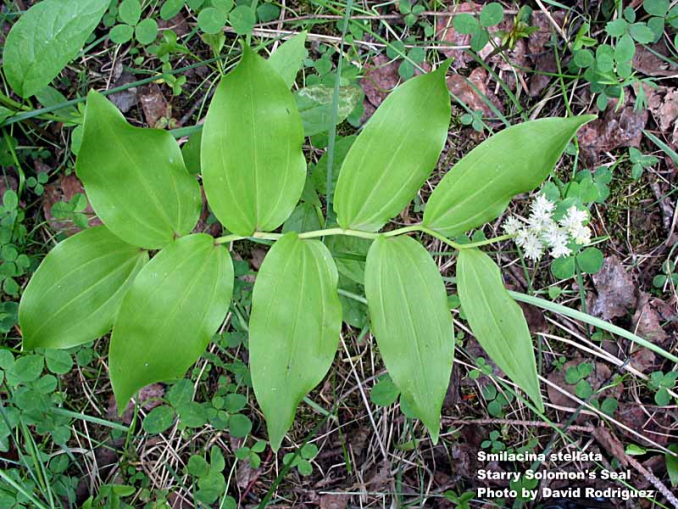 Smilacina stellata
Starry Solomon's Seal
Photo by David Rodriguez